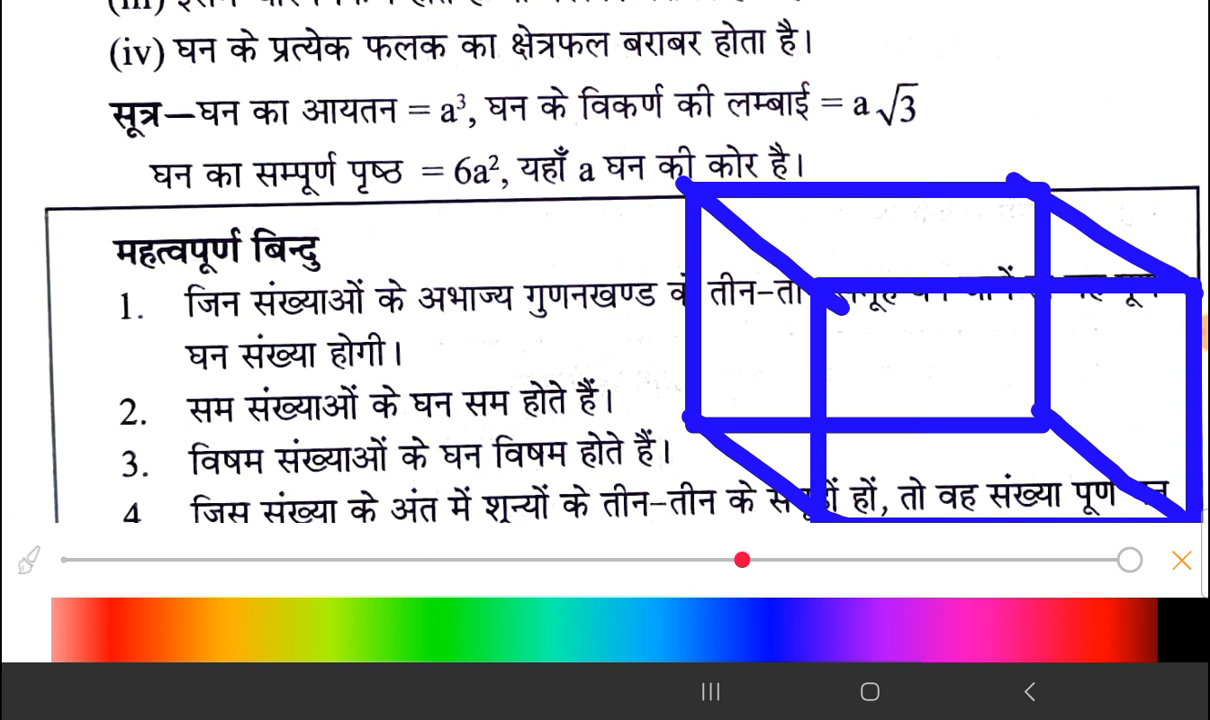 (iv) घन के प्रत्येक फलक का क्षेत्रफल बराबर होता है।
सूत्र—घन का आयतन = a³, घन के विकर्ण की लम्बाई = a √3
घन का सम्पूर्ण पृष्ठ = 6a², यहाँ a घन की कोर है।
महत्वपूर्ण बिन्दु
1. जिन संख्याओं के अभाज्य गुणनखण्ड के तीन-ती
घन संख्या होगी।
2. सम संख्याओं के घन सम होते हैं।
3. विषम संख्याओं के घन विषम होते हैं।
4 जिस संख्या के अंत में शून्यों के तीन-तीन के हों, तो वह संख्या पूर्ण